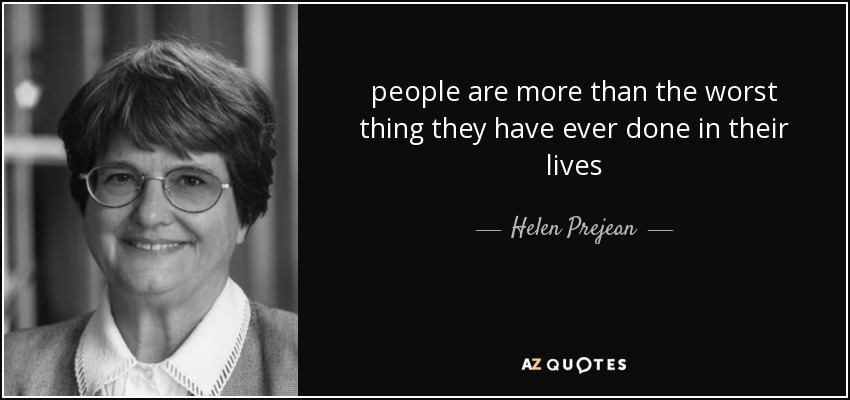 people are more than the worst
thing they have ever done in their
lives
Helen Prejean
AZ QUOTES